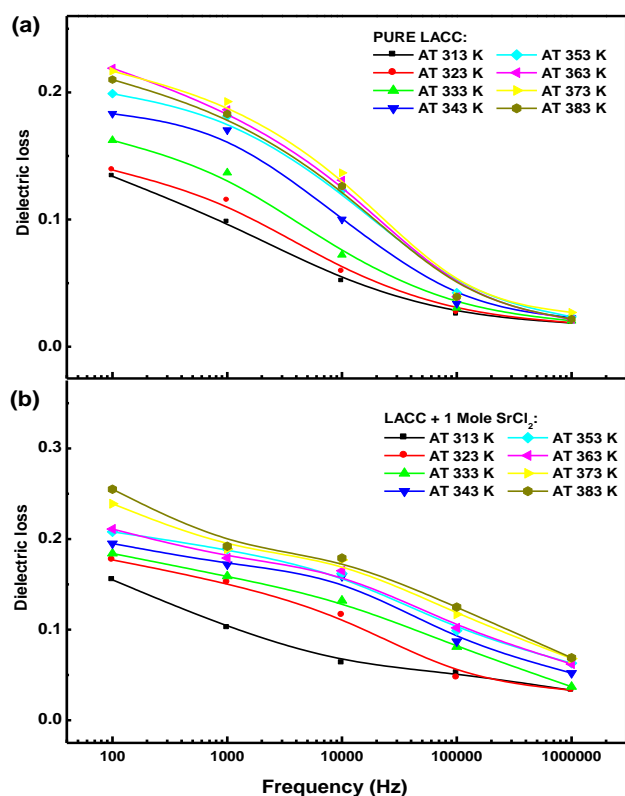 (a)
PURE LACC:
AT 313 K AT 353 K
AT 323 K AT 363 K
AT 333 K AT 373 K
AT 343 K AT 383 K
0.2
0.1
0.0
Dielectric loss
(b)
LACC + 1 Mole SrCl2:
AT 313 K AT 353 K
AT 323 K AT 363 K
AT 333 K AT 373 K
AT 343 K AT 383 K
0.3
0.2
0.1
0.0
Dielectric loss
100 1000 10000 100000 1000000
Frequency (Hz)